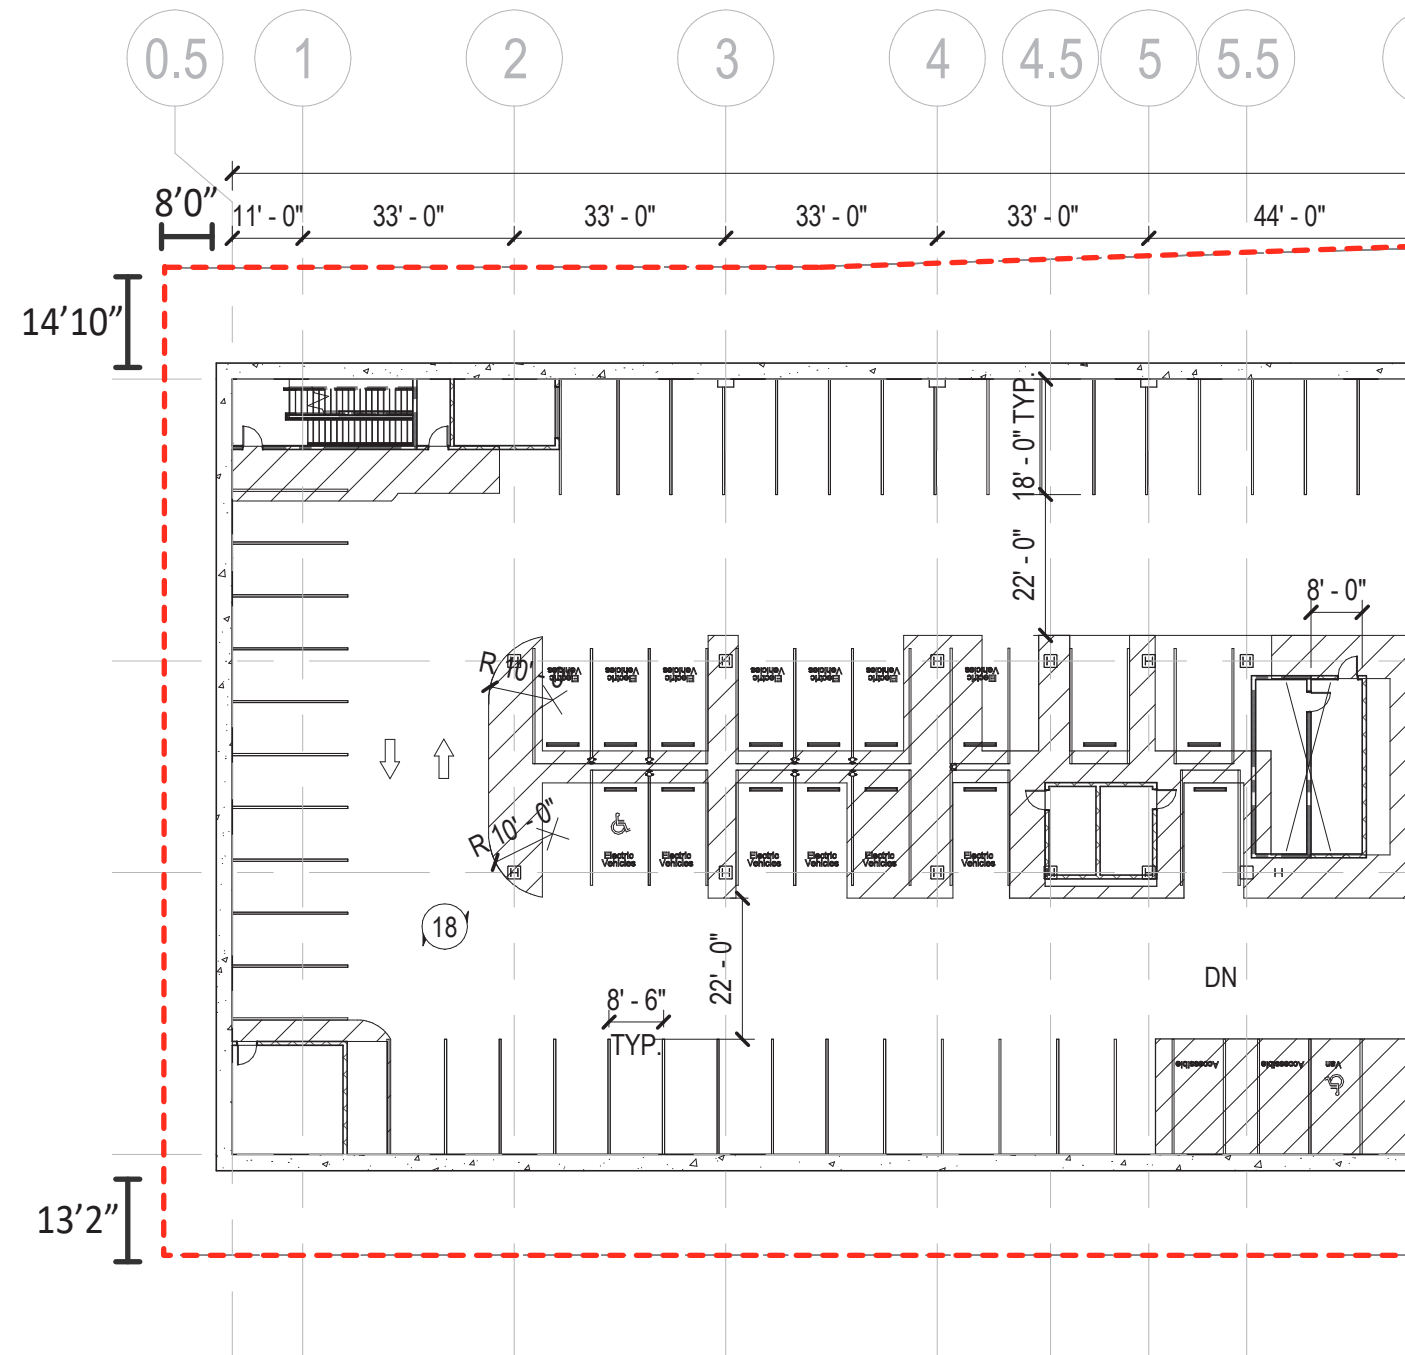 0.5 1 2 3 4 4.5 5 5.5
8'0"
11' - 0" 33' - 0" 33' - 0" 33' - 0" 33' - 0" 44' - 0"
14'10"
18' - 0" TYP.
22' - 0"
8' - 0"
R 10' - 0"
Electric Vehicles
Electric Vehicles
Electric Vehicles
Electric Vehicles
Electric Vehicles
Electric Vehicles
Electric Vehicles
R 10' - 0"
Electric
Vehicles
Electric
Vehicles
Electric
Vehicles
Electric
Vehicles
Electric
Vehicles
Electric
Vehicles
18
22' - 0"
DN
8' - 6"
TYP.
Accessible
Accessible
Van
13'2"